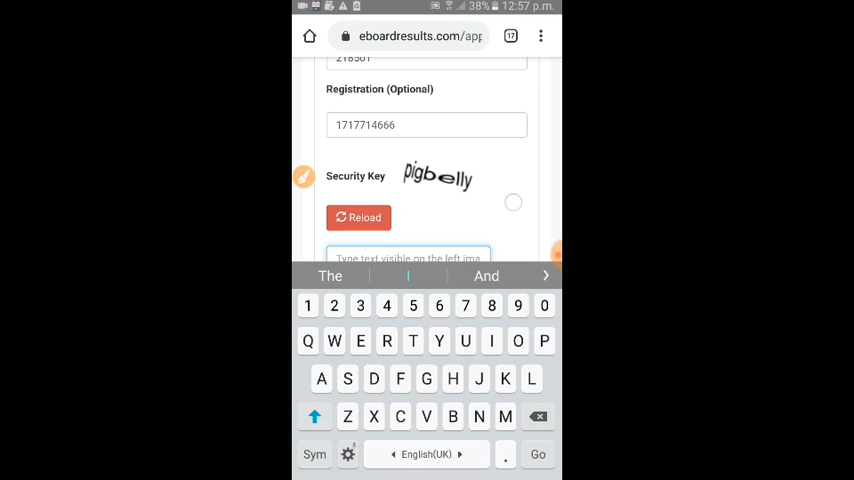 38% 12:57 p.m.
eboardresults.com/app 17
218501
Registration (Optional)
1717714666
Security Key pigbelly
Reload
Type text visible on the left ima
The I And
1 2 3 4 5 6 7 8 9 0
Q W E R T Y U I O P
A S D F G H J K L
Z X C V B N M
Sym English(UK) . Go